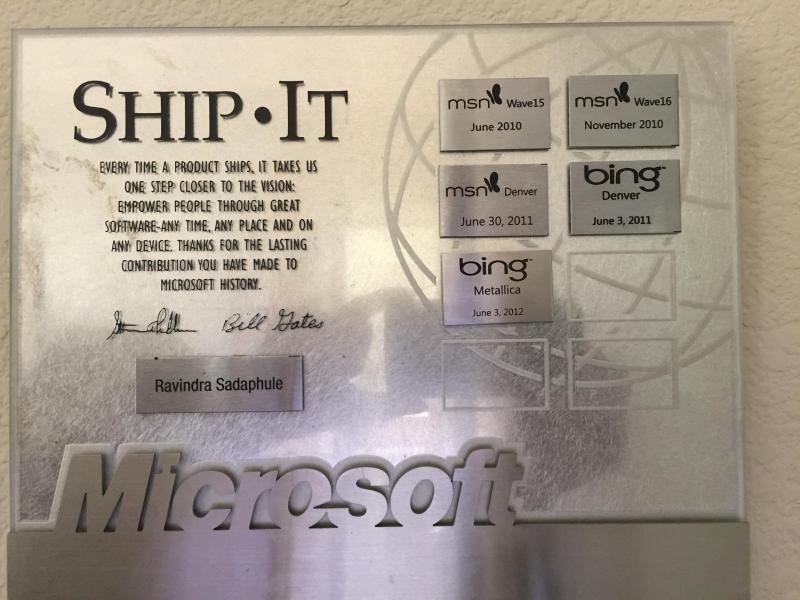 SHIP•IT
EVERY TIME A PRODUCT SHIPS, IT TAKES US
ONE STEP CLOSER TO THE VISION:
EMPOWER PEOPLE THROUGH GREAT
SOFTWARE-ANY TIME, ANY PLACE AND ON
ANY DEVICE. THANKS FOR THE LASTING
CONTRIBUTION YOU HAVE MADE TO
MICROSOFT HISTORY.
Bill Gates
Ravindra Sadaphule
msn Wave15
June 2010
msn Wave16
November 2010
msn Denver
June 30, 2011
bing™
Denver
June 3, 2011
bing™
Metallica
June 3, 2012
Microsoft